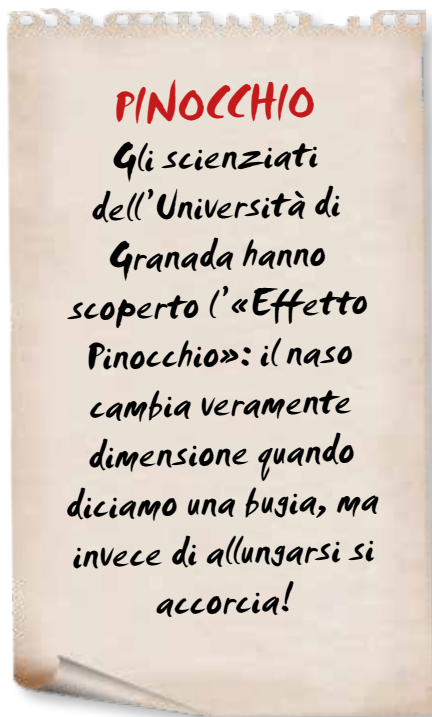 PINOCCHIO
Gli scienziati
dell'Università di
Granada hanno
scoperto l'«Effetto
Pinocchio»: il naso
cambia veramente
dimensione quando
diciamo una bugia, ma
invece di allungarsi si
accorcia!